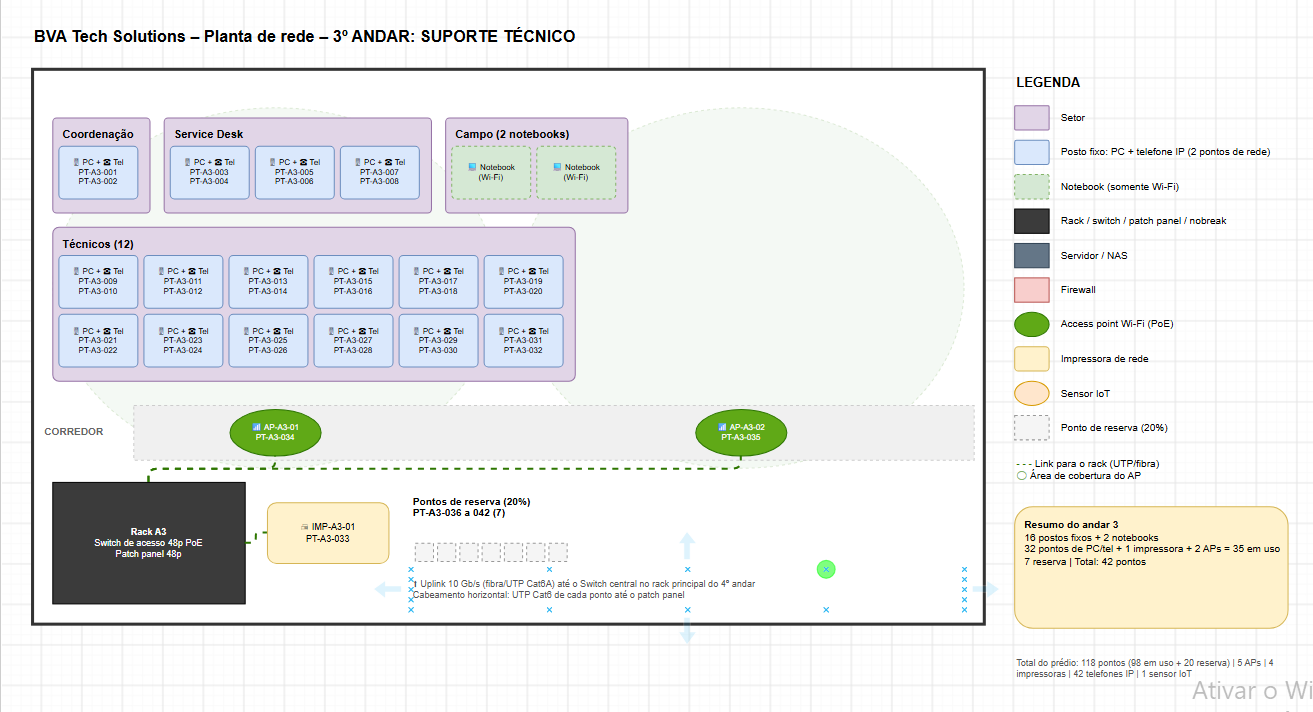 BVA Tech Solutions – Planta de rede – 3º ANDAR: SUPORTE TÉCNICO
Coordenação
PC + ☎ Tel
PT-A3-001
PT-A3-002
Service Desk
PC + ☎ Tel
PT-A3-003
PT-A3-004
PC + ☎ Tel
PT-A3-005
PT-A3-006
PC + ☎ Tel
PT-A3-007
PT-A3-008
Campo (2 notebooks)
Notebook
(Wi-Fi)
Notebook
(Wi-Fi)
Técnicos (12)
PC + ☎ Tel
PT-A3-009
PT-A3-010
PC + ☎ Tel
PT-A3-011
PT-A3-012
PC + ☎ Tel
PT-A3-013
PT-A3-014
PC + ☎ Tel
PT-A3-015
PT-A3-016
PC + ☎ Tel
PT-A3-017
PT-A3-018
PC + ☎ Tel
PT-A3-019
PT-A3-020
PC + ☎ Tel
PT-A3-021
PT-A3-022
PC + ☎ Tel
PT-A3-023
PT-A3-024
PC + ☎ Tel
PT-A3-025
PT-A3-026
PC + ☎ Tel
PT-A3-027
PT-A3-028
PC + ☎ Tel
PT-A3-029
PT-A3-030
PC + ☎ Tel
PT-A3-031
PT-A3-032
CORREDOR
AP-A3-01
PT-A3-034
AP-A3-02
PT-A3-035
Rack A3
Switch de acesso 48p PoE
Patch panel 48p
IMP-A3-01
PT-A3-033
Pontos de reserva (20%)
PT-A3-036 a 042 (7)
↑ Uplink 10 Gb/s (fibra/UTP Cat6A) até o Switch central no rack principal do 4º andar
Cabeamento horizontal: UTP Cat6 de cada ponto até o patch panel
LEGENDA
Setor
Posto fixo: PC + telefone IP (2 pontos de rede)
Notebook (somente Wi-Fi)
Rack / switch / patch panel / nobreak
Servidor / NAS
Firewall
Access point Wi-Fi (PoE)
Impressora de rede
Sensor IoT
Ponto de reserva (20%)
--- Link para o rack (UTP/fibra)
◯ Área de cobertura do AP
Resumo do andar 3
16 postos fixos + 2 notebooks
32 pontos de PC/tel + 1 impressora + 2 APs = 35 em uso
7 reserva | Total: 42 pontos
Total do prédio: 118 pontos (98 em uso + 20 reserva) | 5 APs | 4
impressoras | 42 telefones IP | 1 sensor IoT
Ativar o Wi